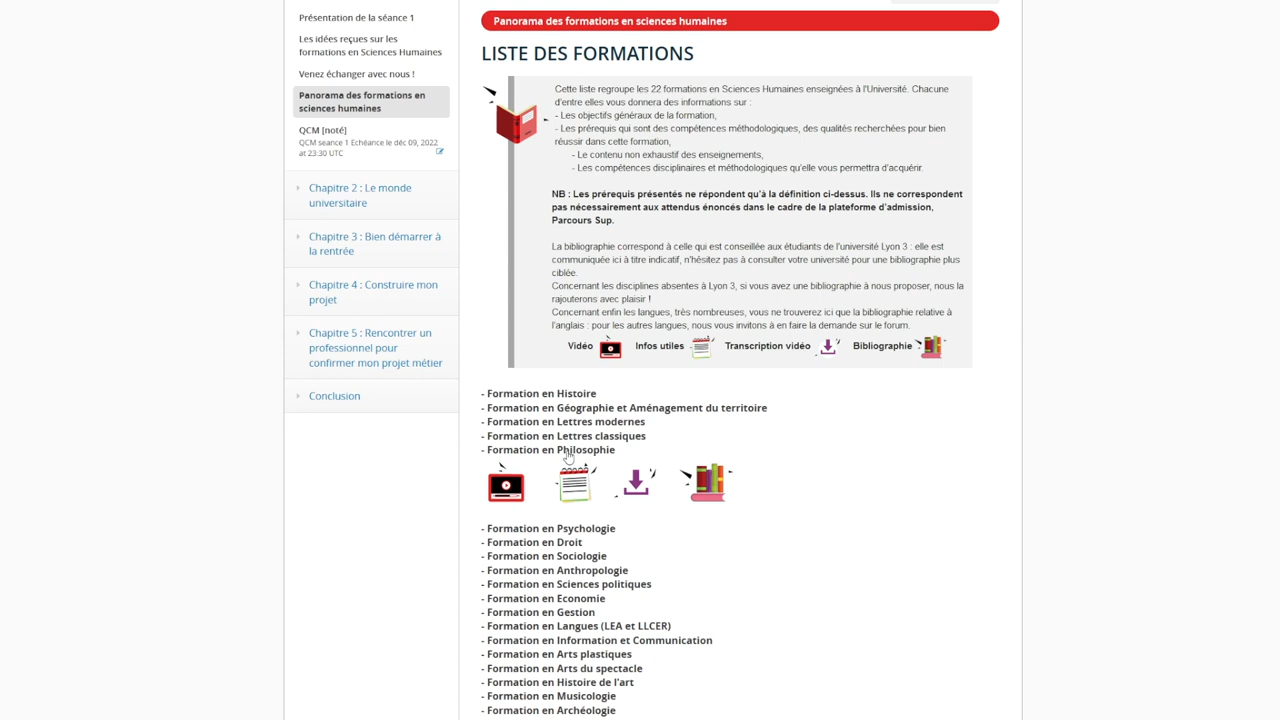 Présentation de la séance 1
Les idées reçues sur les
formations en Sciences Humaines
Venez échanger avec nous !
Panorama des formations en
sciences humaines
QCM [noté]
QCM seance 1 Echéance le déc 09, 2022
at 23:30 UTC
Chapitre 2 : Le monde
universitaire
Chapitre 3 : Bien démarrer à
la rentrée
Chapitre 4 : Construire mon
projet
Chapitre 5 : Rencontrer un
professionnel pour
confirmer mon projet métier
Conclusion
Panorama des formations en sciences humaines
LISTE DES FORMATIONS
Cette liste regroupe les 22 formations en Sciences Humaines enseignées à l'Université. Chacune
d'entre elles vous donnera des informations sur :
- Les objectifs généraux de la formation,
- Les prérequis qui sont des compétences méthodologiques, des qualités recherchées pour bien
réussir dans cette formation,
- Le contenu non exhaustif des enseignements,
- Les compétences disciplinaires et méthodologiques qu'elle vous permettra d'acquérir.
NB : Les prérequis présentés ne répondent qu'à la définition ci-dessus. Ils ne correspondent
pas nécessairement aux attendus énoncés dans le cadre de la plateforme d'admission,
Parcours Sup.
La bibliographie correspond à celle qui est conseillée aux étudiants de l'université Lyon 3 : elle est
communiquée ici à titre indicatif, n'hésitez pas à consulter votre université pour une bibliographie plus
ciblée.
Concernant les disciplines absentes à Lyon 3, si vous avez une bibliographie à nous proposer, nous la
rajouterons avec plaisir !
Concernant enfin les langues, très nombreuses, vous ne trouverez ici que la bibliographie relative à
l'anglais : pour les autres langues, nous vous invitons à en faire la demande sur le forum.
Vidéo Infos utiles Transcription vidéo Bibliographie
- Formation en Histoire
- Formation en Géographie et Aménagement du territoire
- Formation en Lettres modernes
- Formation en Lettres classiques
- Formation en Philosophie
- Formation en Psychologie
- Formation en Droit
- Formation en Sociologie
- Formation en Anthropologie
- Formation en Sciences politiques
- Formation en Economie
- Formation en Gestion
- Formation en Langues (LEA et LLCER)
- Formation en Information et Communication
- Formation en Arts plastiques
- Formation en Arts du spectacle
- Formation en Histoire de l'art
- Formation en Musicologie
- Formation en Archéologie